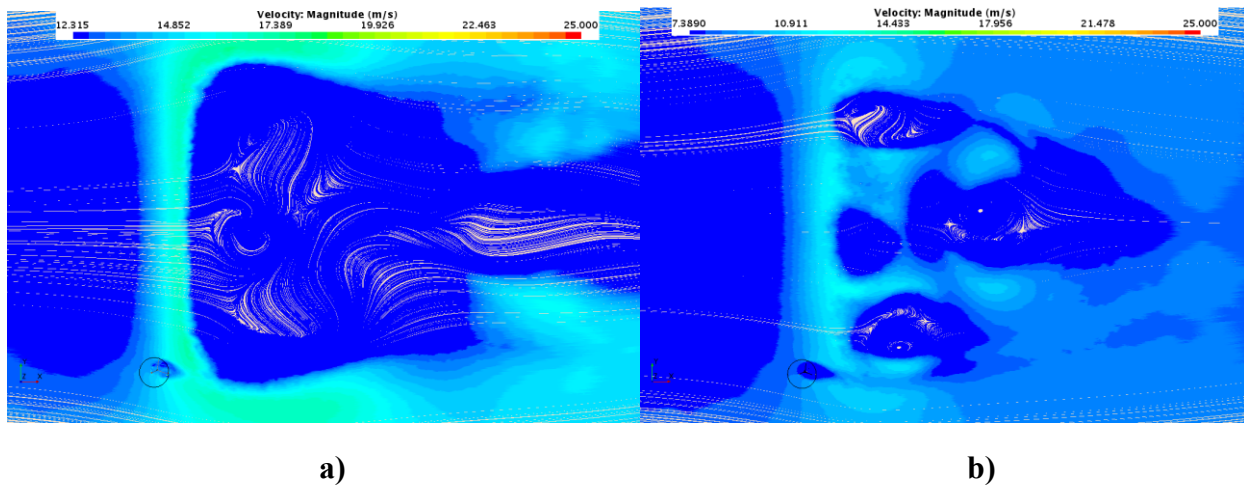 Velocity: Magnitude (m/s)
12.315 14.852 17.389 19.926 22.463 25.000
Velocity: Magnitude (m/s)
7.3890 10.911 14.433 17.956 21.478 25.000
a) b)